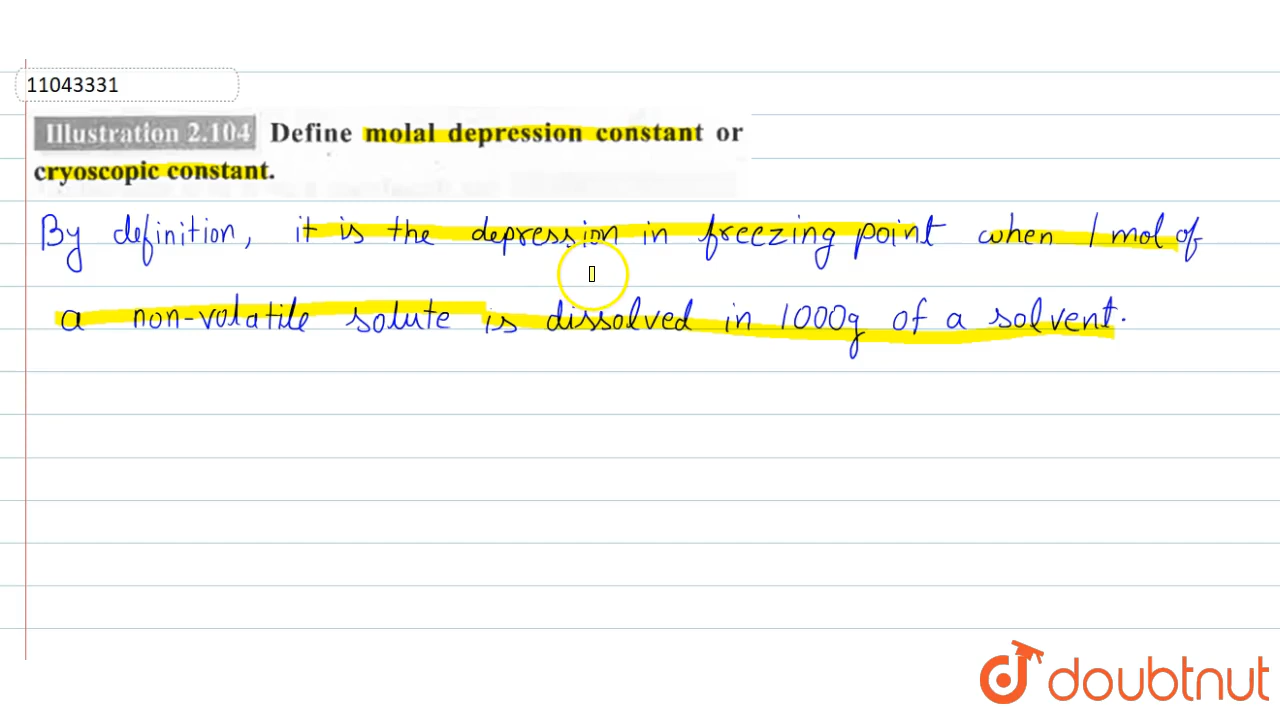 11043331
Illustration 2.104 Define molal depression constant or
cryoscopic constant.
By definition, it is the depression in freezing point when 1 mol of
a non-volatile solute is dissolved in 1000g of a solvent.
doubtnut